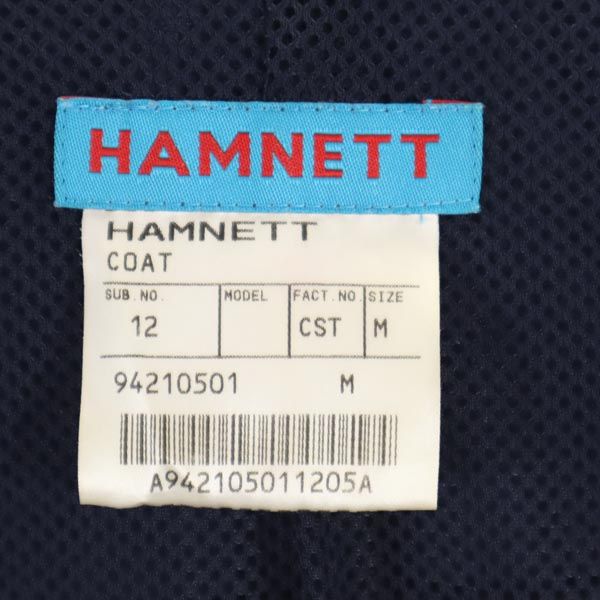 HAMNETT
HAMNETT
COAT
SUB.NO. MODEL FACT.NO. SIZE
12 CST M
94210501 M
A942105011205A